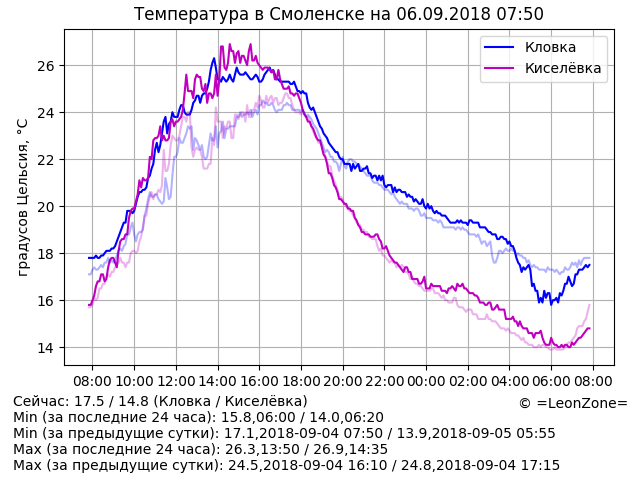 Температура в Смоленске на 06.09.2018 07:50
Кловка
Киселёвка
градусов Цельсия, °C
26
24
22
20
18
16
14
08:00 10:00 12:00 14:00 16:00 18:00 20:00 22:00 00:00 02:00 04:00 06:00 08:00
Сейчас: 17.5 / 14.8 (Кловка / Киселёвка)
© =LeonZone=
Min (за последние 24 часа): 15.8,06:00 / 14.0,06:20
Min (за предыдущие сутки): 17.1,2018-09-04 07:50 / 13.9,2018-09-05 05:55
Max (за последние 24 часа): 26.3,13:50 / 26.9,14:35
Max (за предыдущие сутки): 24.5,2018-09-04 16:10 / 24.8,2018-09-04 17:15